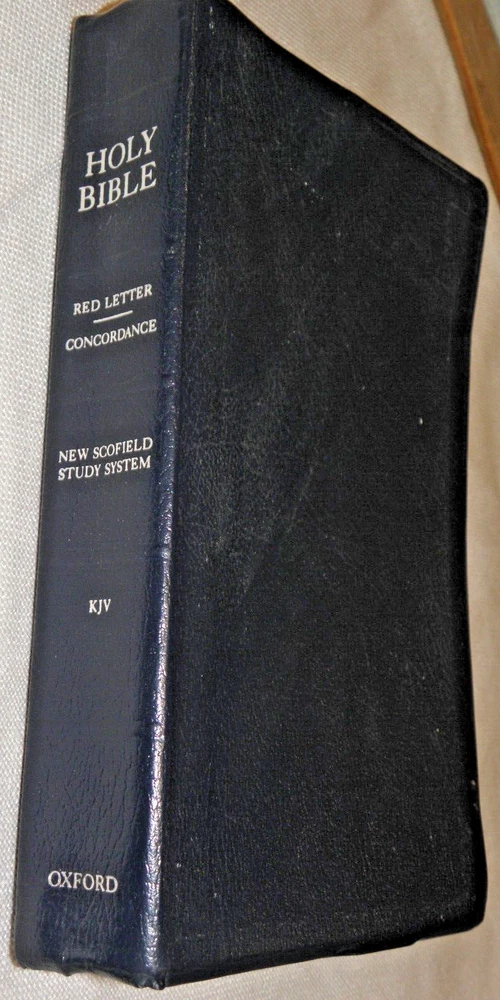 HOLY
BIBLE
RED LETTER
CONCORDANCE
NEW SCOFIELD
STUDY SYSTEM
KJV
OXFORD